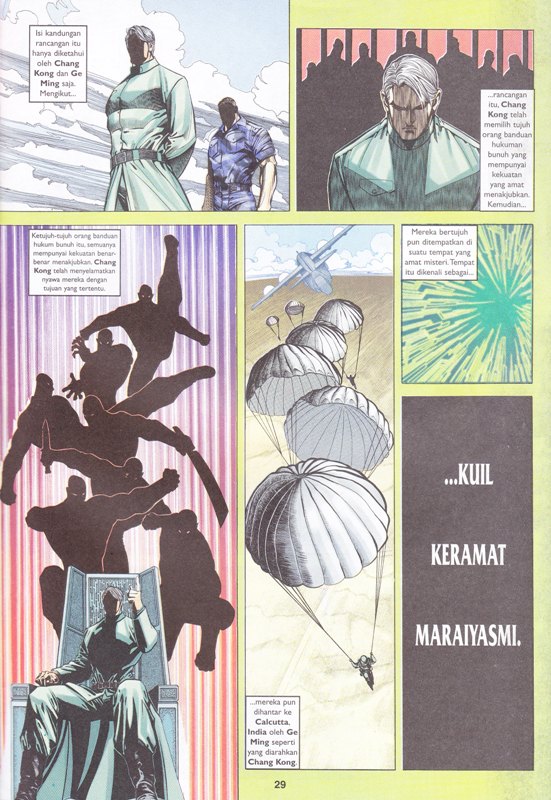 Isi kandungan
rancangan itu
hanya diketahui
oleh Chang
Kong dan Ge
Ming saja.
Mengikut...
...rancangan
itu, Chang
Kong telah
memilih tujuh
orang banduan
hukuman
bunuh yang
mempunyai
kekuatan
yang amat
menakjubkan.
Kemudian...
Ketujuh-tujuh orang banduan
hukum bunuh itu, semuanya
mempunyai kekuatan benar-
benar menakjubkan. Chang
Kong telah menyelamatkan
nyawa mereka dengan
tujuan yang tertentu.
...mereka pun
dihantar ke
Calcutta,
India oleh Ge
Ming seperti
yang diarahkan
Chang Kong.
Mereka bertujuh
pun ditempatkan di
suatu tempat yang
amat misteri. Tempat
itu dikenali sebagai...
...KUIL
KERAMAT
MARAIYASMI.
29